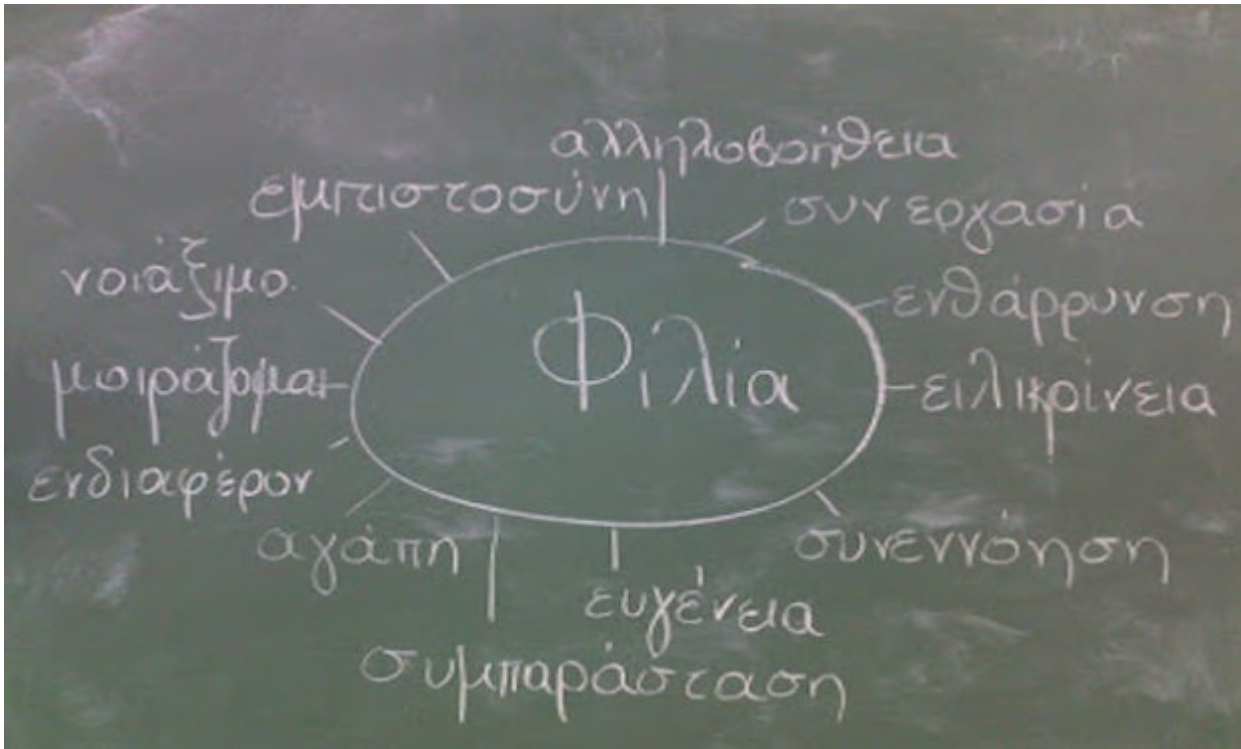 αλληλοβοήθεια
εμπιστοσύνη
συνεργασία
νοιάξιμο
ενθάρρυνση
Φιλία
μοιράζομαι
ειλικρίνεια
ενδιαφέρον
αγάπη
συνεννόηση
ευγένεια
συμπαράσταση